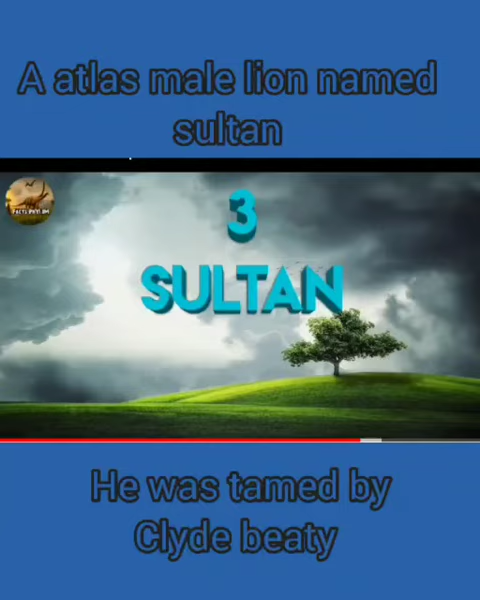 A atlas male lion named
sultan
3
SULTAN
He was tamed by
Clyde beaty